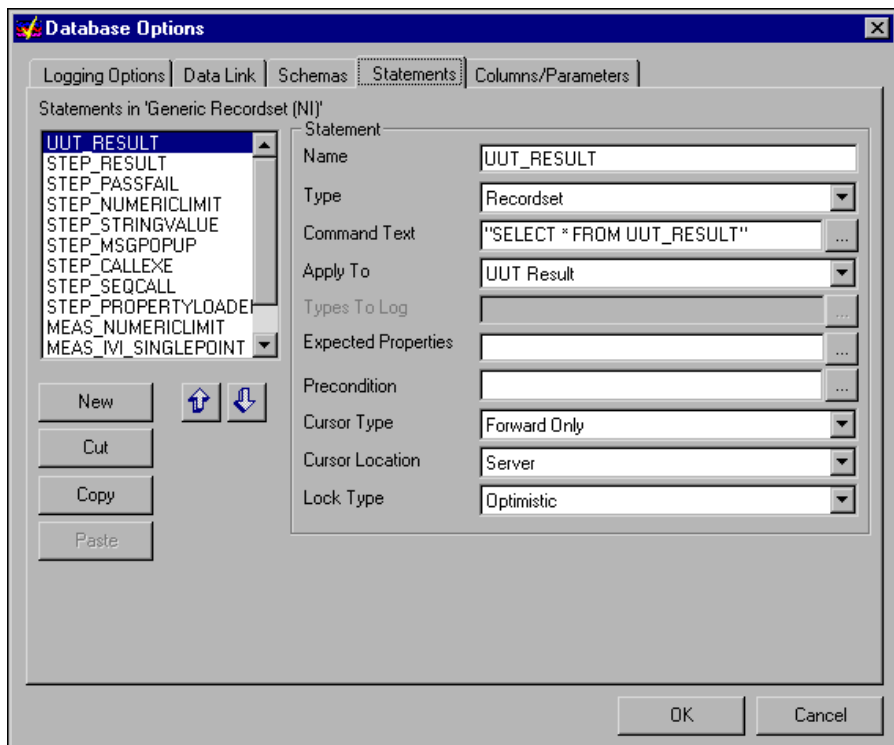 Database Options
Logging Options Data Link Schemas Statements Columns/Parameters
Statements in 'Generic Recordset (NI)'
UUT_RESULT
STEP_RESULT
STEP_PASSFAIL
STEP_NUMERICLIMIT
STEP_STRINGVALUE
STEP_MSGPOPUP
STEP_CALLEXE
STEP_SEQCALL
STEP_PROPERTYLOADE
MEAS_NUMERICLIMIT
MEAS_IVI_SINGLEPOINT
New
Cut
Copy
Paste
Statement
Name UUT_RESULT
Type Recordset
Command Text "SELECT * FROM UUT_RESULT" ...
Apply To UUT Result
Types To Log ...
Expected Properties ...
Precondition ...
Cursor Type Forward Only
Cursor Location Server
Lock Type Optimistic
OK Cancel